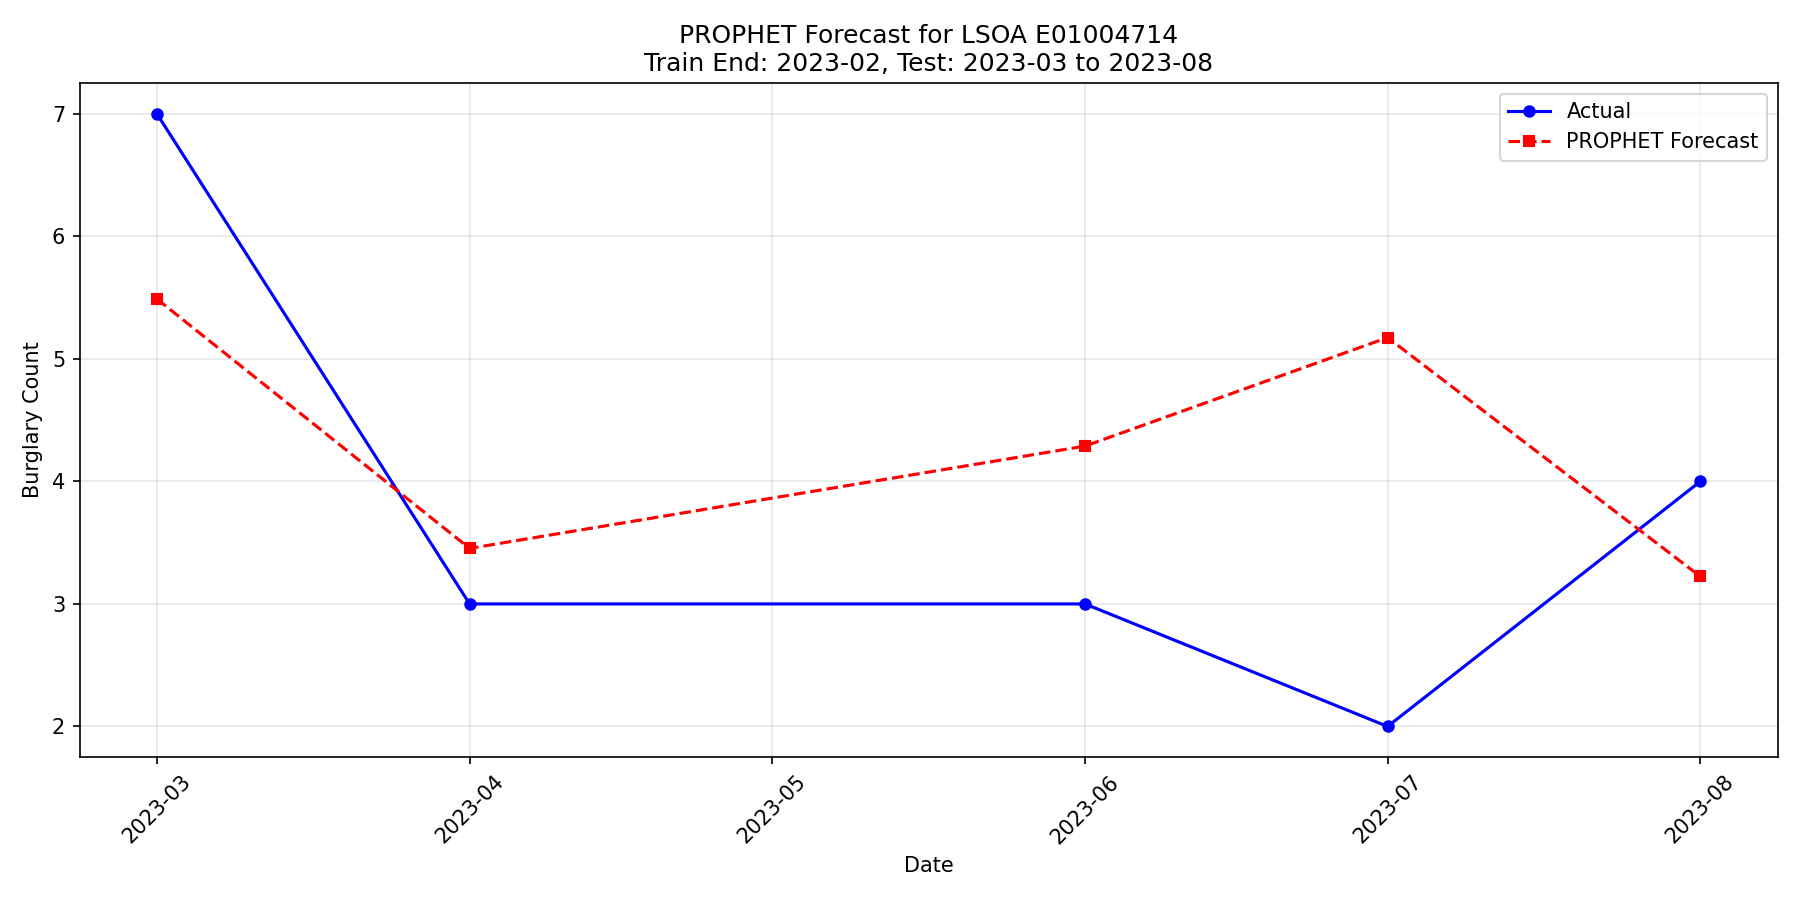 PROPHET Forecast for LSOA E01004714
Train End: 2023-02, Test: 2023-03 to 2023-08
Actual
PROPHET Forecast
Burglary Count
7
6
5
4
3
2
2023-03
2023-04
2023-05
2023-06
2023-07
2023-08
Date